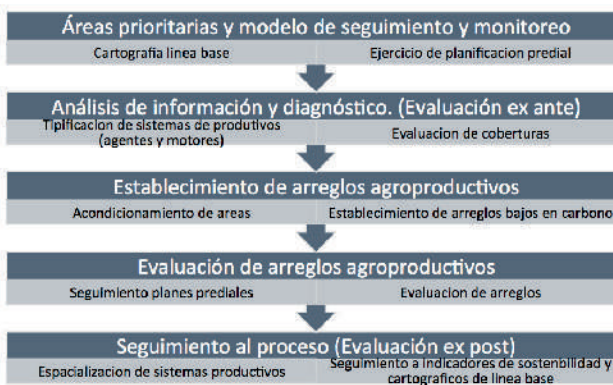 Áreas prioritarias y modelo de seguimiento y monitoreo
Cartografia linea base
Ejercicio de planificacion predial
Análisis de información y diagnóstico. (Evaluación ex ante)
Tipificacion de sistemas de produtivos
(agentes y motores)
Evaluacion de coberturas
Establecimiento de arreglos agroproductivos
Acondicionamiento de areas
Establecimiento de arreglos bajos en carbono
Evaluación de arreglos agroproductivos
Seguimiento planes prediales
Evaluacion de arreglos
Seguimiento al proceso (Evaluación ex post)
Espacializacion de sistemas productivos
Seguimiento a indicadores de sostenbilidad y
cartograficos de linea base